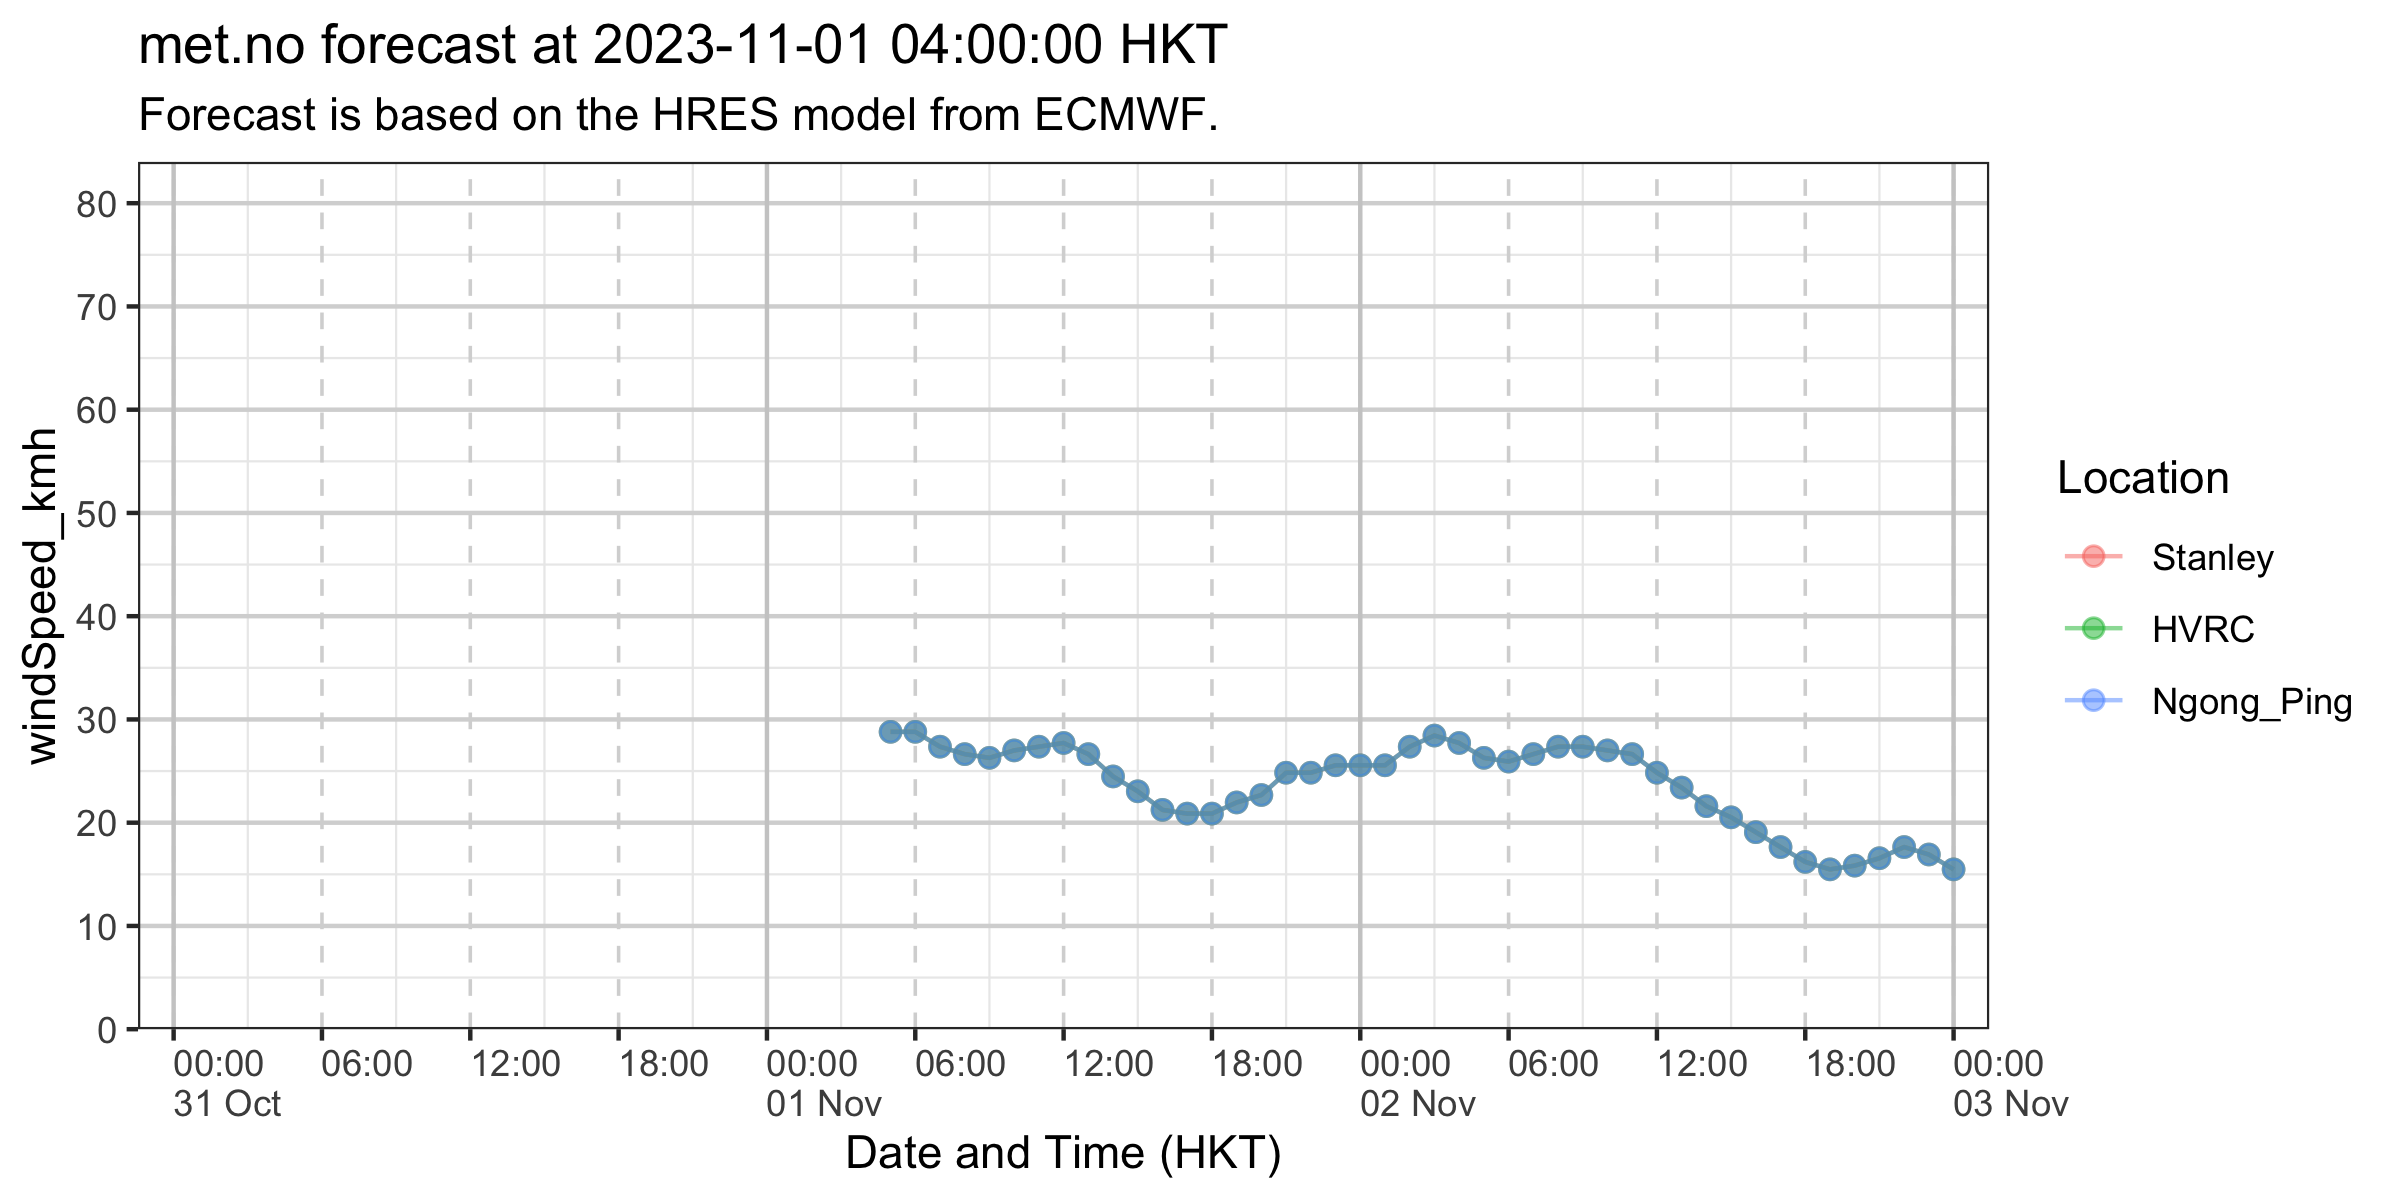 met.no forecast at 2023-11-01 04:00:00 HKT
Forecast is based on the HRES model from ECMWF.
windSpeed_kmh
80
70
60
50
40
30
20
10
0
00:00 06:00 12:00 18:00 00:00 06:00 12:00 18:00 00:00 06:00 12:00 18:00 00:00
31 Oct 01 Nov 02 Nov 03 Nov
Date and Time (HKT)
Location
Stanley
HVRC
Ngong_Ping